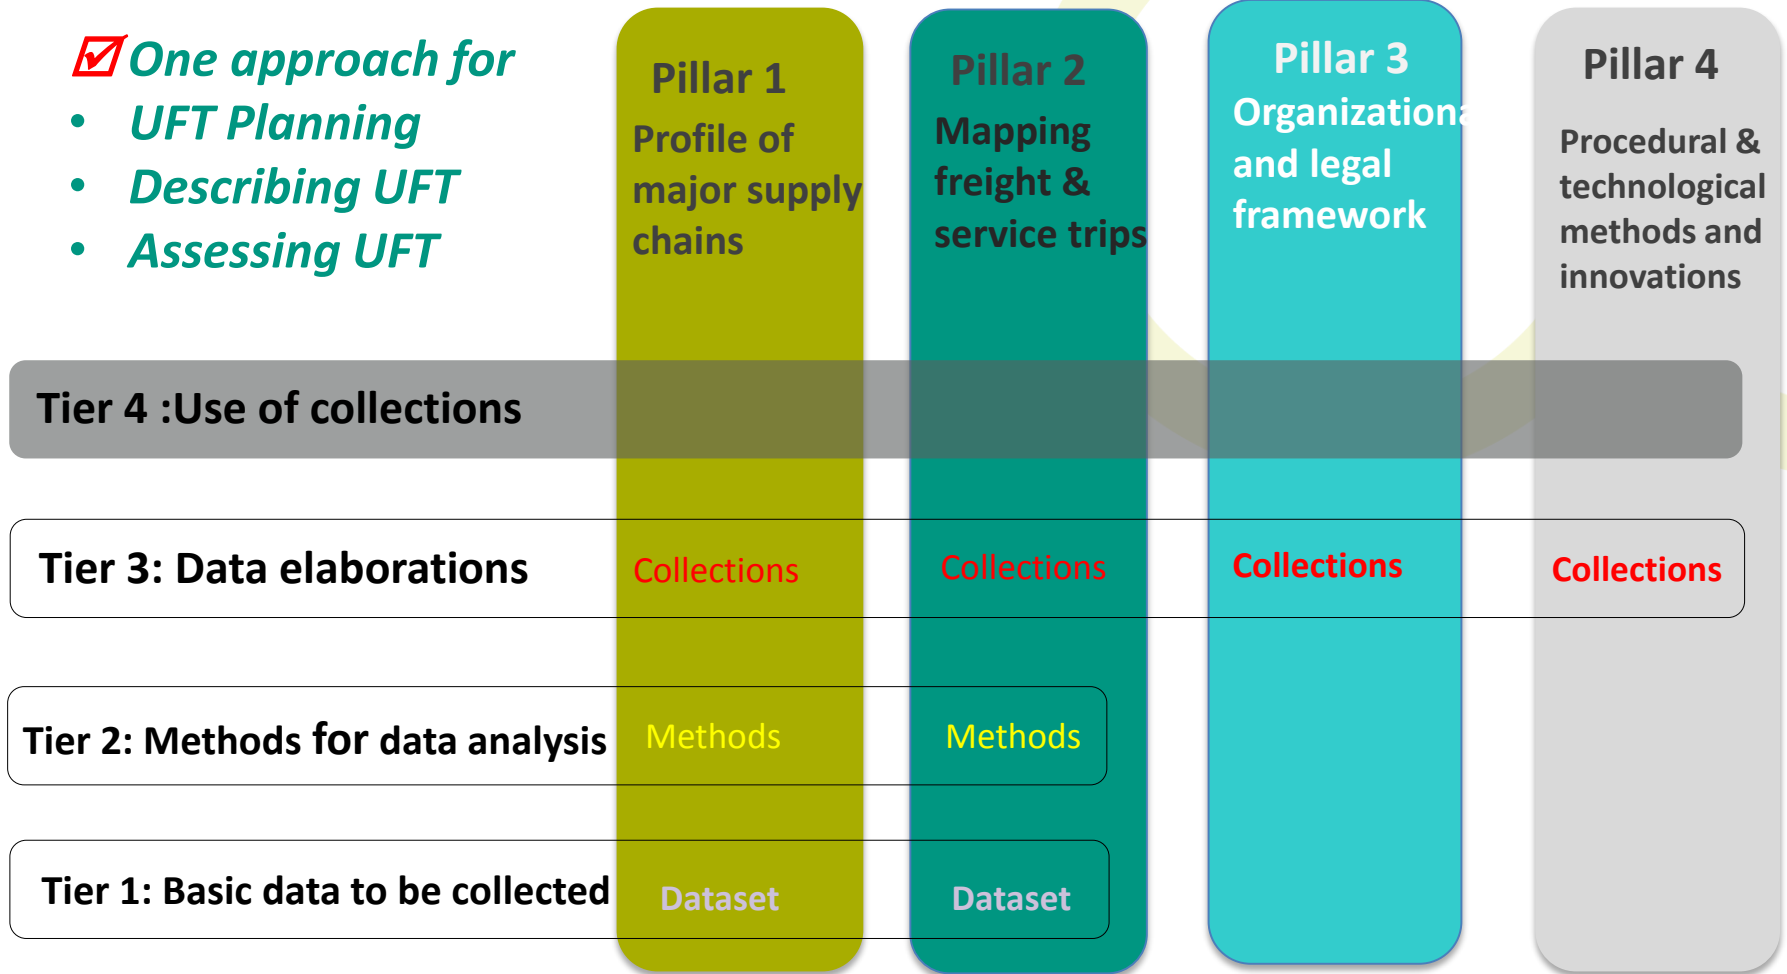 ☑ One approach for
• UFT Planning
• Describing UFT
• Assessing UFT
Pillar 1
Profile of
major supply
chains
Pillar 2
Mapping
freight &
service trips
Pillar 3
Organizationa
and legal
framework
Pillar 4
Procedural &
technological
methods and
innovations
Tier 4 :Use of collections
Tier 3: Data elaborations
Collections
Collections
Collections
Collections
Tier 2: Methods for data analysis
Methods
Methods
Tier 1: Basic data to be collected
Dataset
Dataset